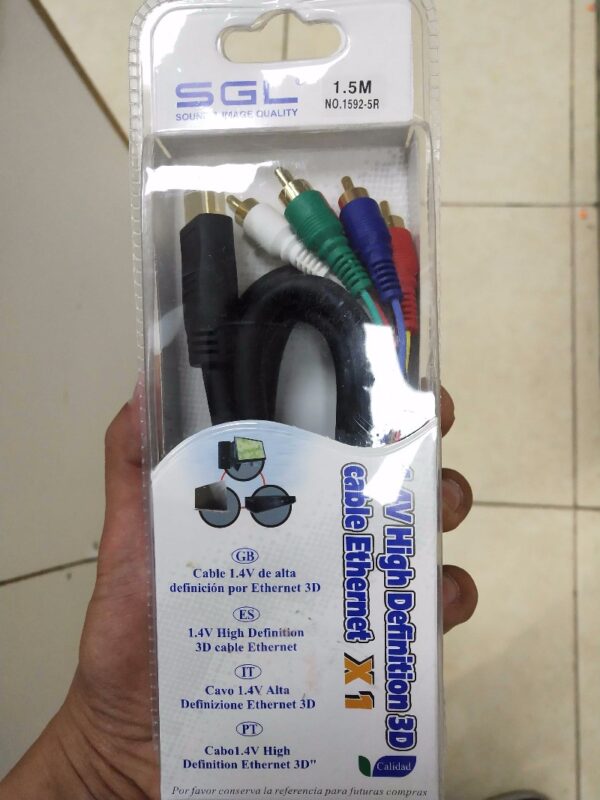 SGL
SOUND & IMAGE QUALITY
1.5M
NO.1592-5R
1.4V High Definition 3D
Cable Ethernet X1
GB
Cable 1.4V de alta
definición por Ethernet 3D
ES
1.4V High Definition
3D cable Ethernet
IT
Cavo 1.4V Alta
Definizione Ethernet 3D
PT
Cabo1.4V High
Definition Ethernet 3D"
Calidad
Por favor conserva la referencia para futuras compras